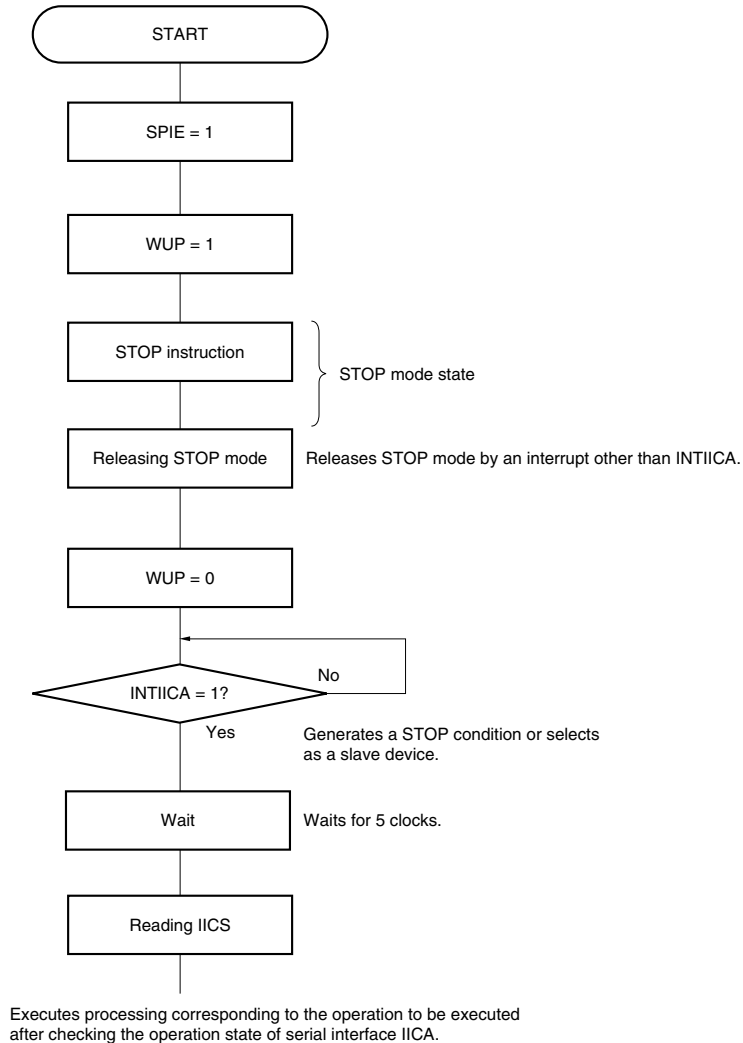 START
SPIE = 1
WUP = 1
STOP instruction
STOP mode state
Releasing STOP mode
Releases STOP mode by an interrupt other than INTIICA.
WUP = 0
No
INTIICA = 1?
Yes
Generates a STOP condition or selects
as a slave device.
Wait
Waits for 5 clocks.
Reading IICS
Executes processing corresponding to the operation to be executed
after checking the operation state of serial interface IICA.